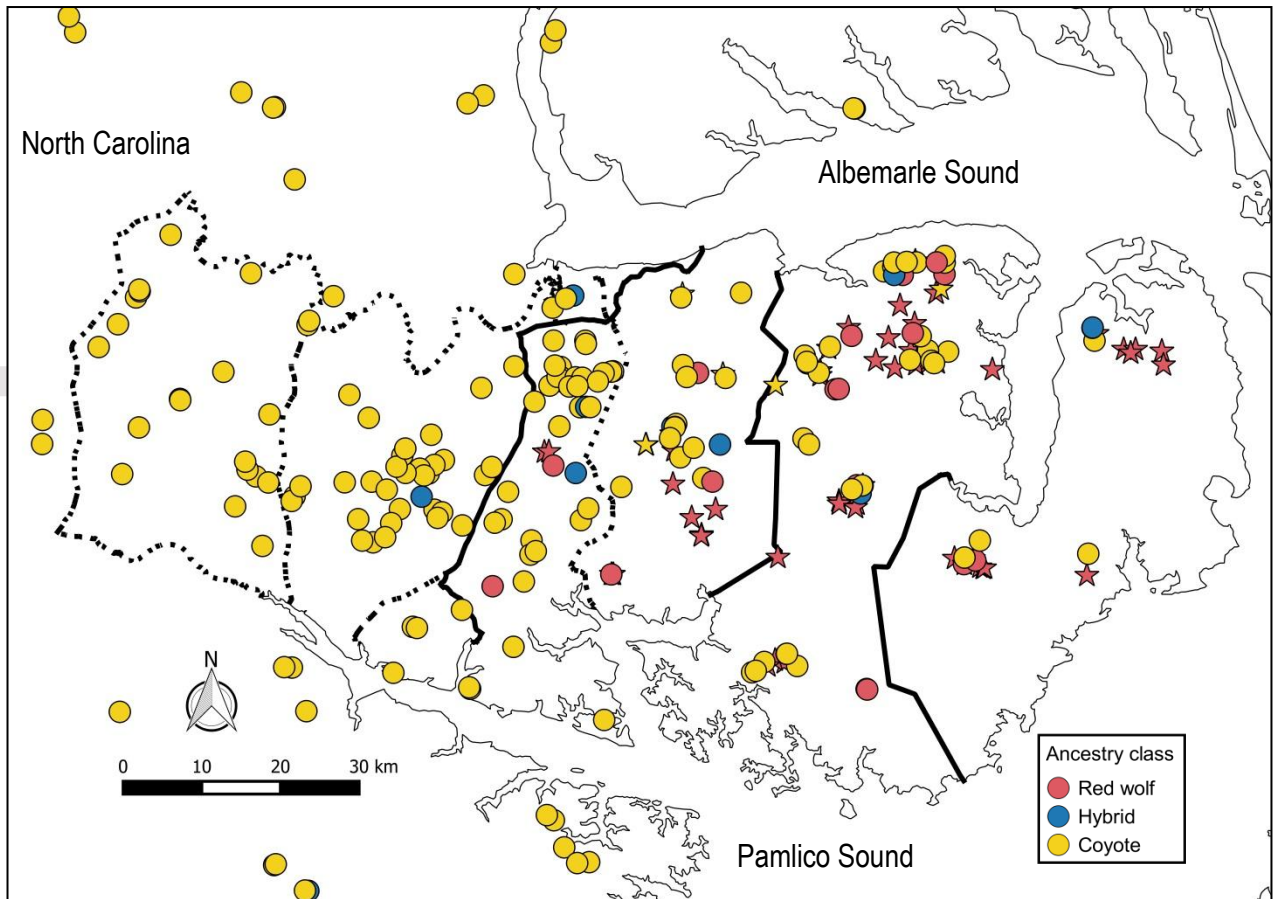 North Carolina
Albemarle Sound
N
0 10 20 30 km
Pamlico Sound
Ancestry class
Red wolf
Hybrid
Coyote